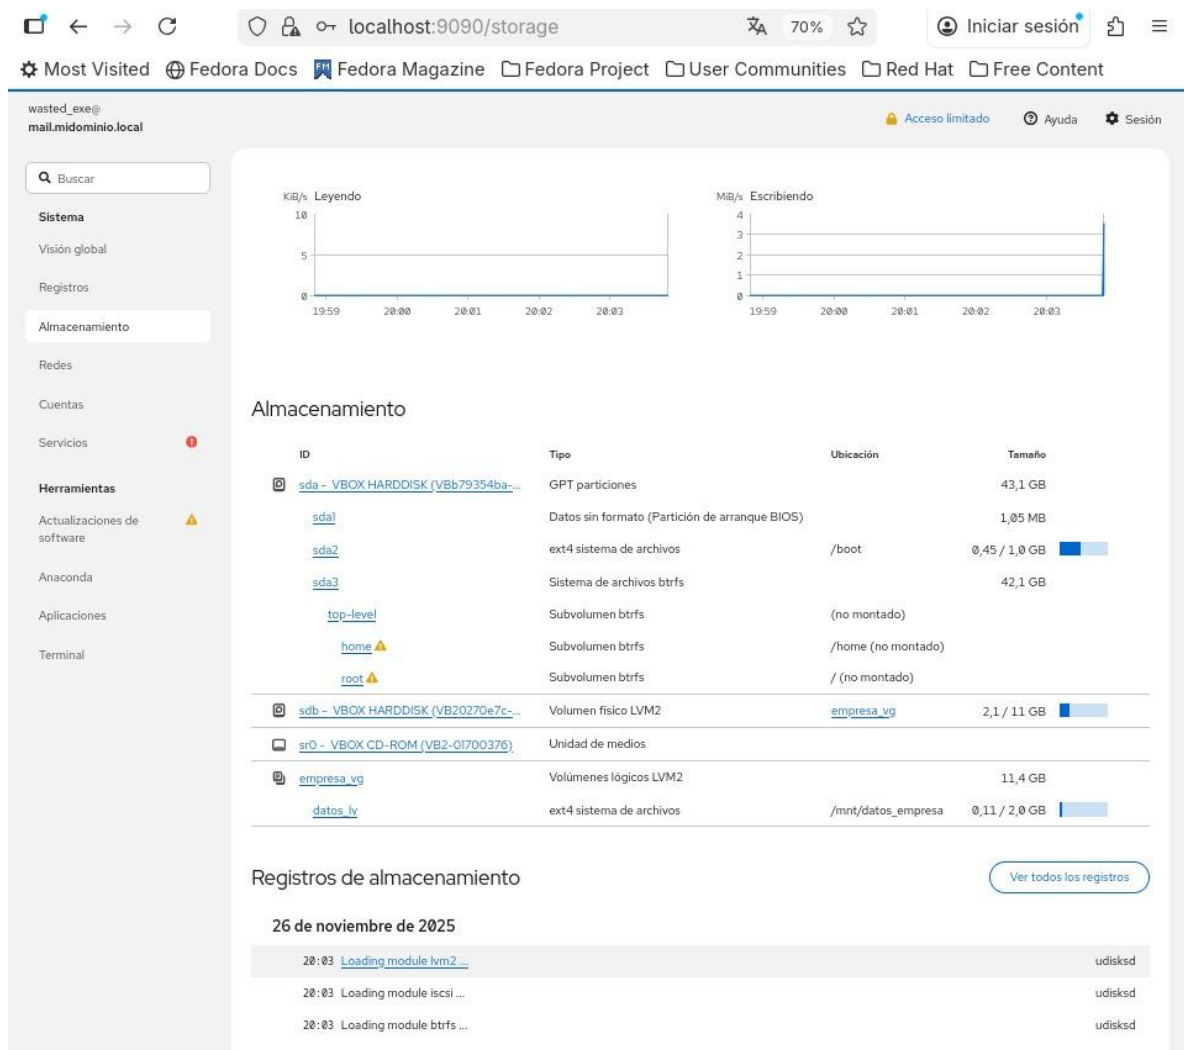 localhost:9090/storage 70% Iniciar sesión
Most Visited Fedora Docs Fedora Magazine Fedora Project User Communities Red Hat Free Content
wasted_exe@
mail.midominio.local
Acceso limitado Ayuda Sesión
Buscar
Sistema
Visión global
Registros
Almacenamiento
Redes
Cuentas
Servicios
Herramientas
Actualizaciones de
software
Anaconda
Aplicaciones
Terminal
KiB/s Leyendo
10
5
0
19:59 20:00 20:01 20:02 20:03
MiB/s Escribiendo
4
3
2
1
0
19:59 20:00 20:01 20:02 20:03
Almacenamiento
ID Tipo Ubicación Tamaño
sda - VBOX HARDDISK (VBb79354ba-... GPT particiones 43,1 GB
sda1 Datos sin formato (Partición de arranque BIOS) 1,05 MB
sda2 ext4 sistema de archivos /boot 0,45 / 1,0 GB
sda3 Sistema de archivos btrfs 42,1 GB
top-level Subvolumen btrfs (no montado)
home Subvolumen btrfs /home (no montado)
root Subvolumen btrfs / (no montado)
sdb - VBOX HARDDISK (VB20270e7c-... Volumen físico LVM2 empresa_vg 2,1 / 11 GB
sr0 - VBOX CD-ROM (VB2-01700376) Unidad de medios
empresa_vg Volúmenes lógicos LVM2 11,4 GB
datos_lv ext4 sistema de archivos /mnt/datos_empresa 0,11 / 2,0 GB
Registros de almacenamiento Ver todos los registros
26 de noviembre de 2025
20:03 Loading module lvm2 ... udisksd
20:03 Loading module iscsi ... udisksd
20:03 Loading module btrfs ... udisksd